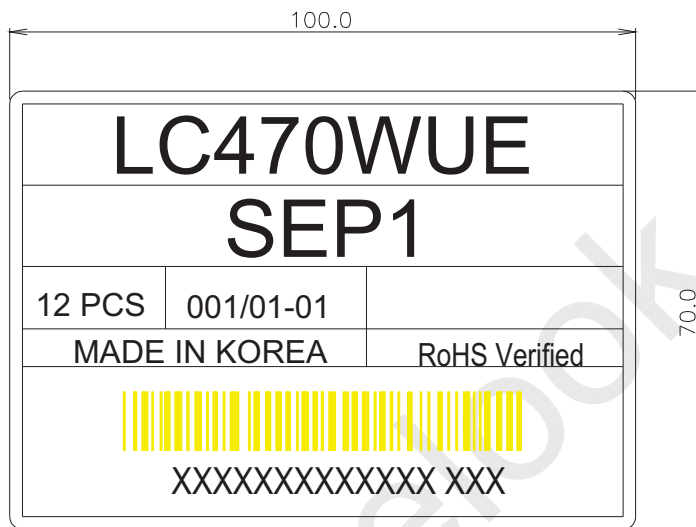 100.0
LC470WUE
SEP1
70.0
12 PCS 001/01-01
MADE IN KOREA RoHS Verified
XXXXXXXXXXXXX XXX